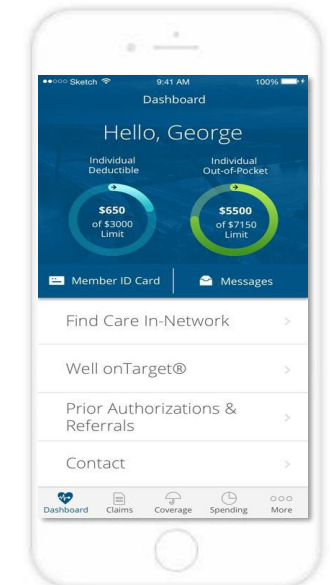 Sketch 9:41 AM 100%
Dashboard
Hello, George
Individual
Deductible
$650
of $3000
Limit
Individual
Out-of-Pocket
$5500
of $7150
Limit
Member ID Card
Messages
Find Care In-Network
Well onTarget®
Prior Authorizations &
Referrals
Contact
Dashboard Claims Coverage Spending More